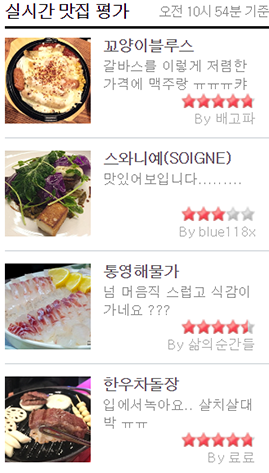 실시간 맛집 평가 오전 10시 54분 기준
꼬양이블루스
갈바스를 이렇게 저렴한
가격에 맥주랑 ㅠㅠㅠ캬
By 배고파
스와니예(SOIGNE)
맛있어보입니다.........
By blue118x
통영해물가
넘 머음직 스럽고 식감이
가네요 ???
By 삶의순간들
한우차돌장
입에서녹아요.. 살치살대
박 ㅠㅠ
By 료료